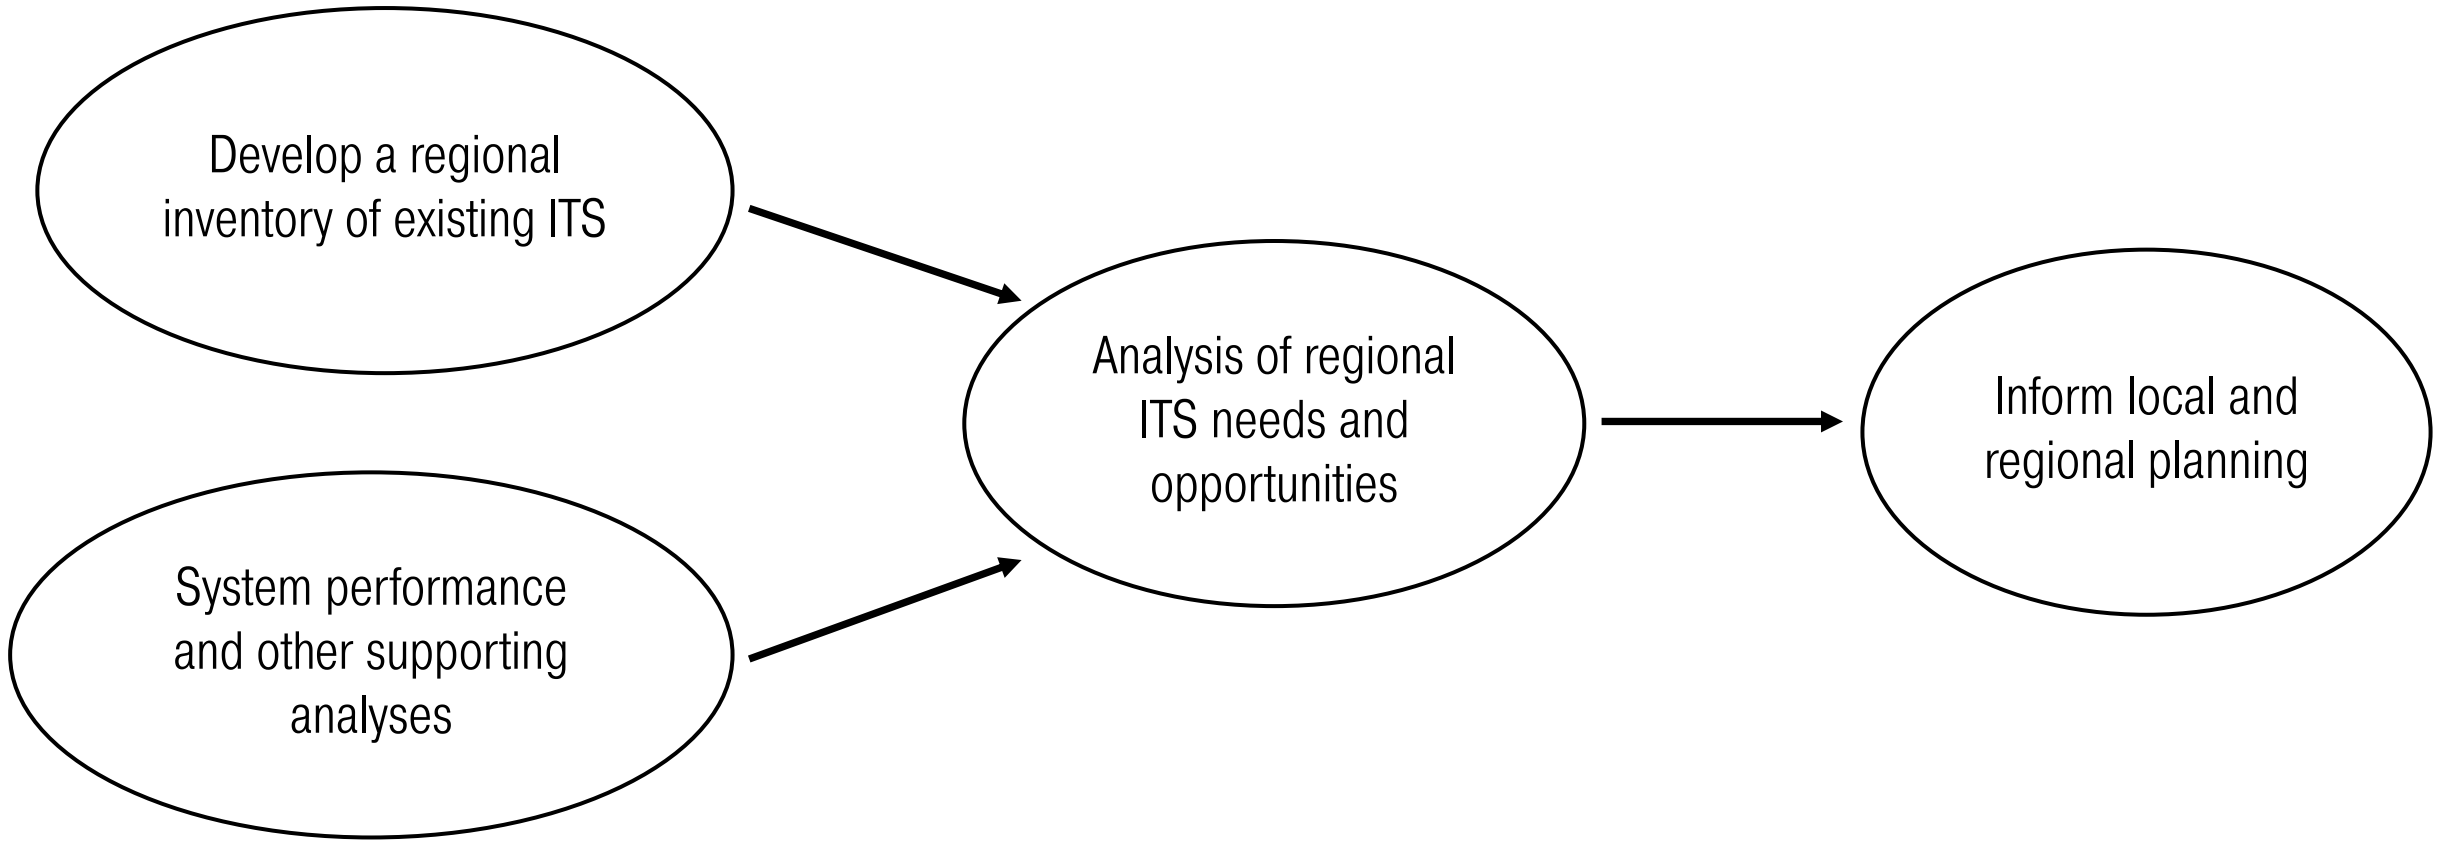 Develop a regional
inventory of existing ITS
System performance
and other supporting
analyses
Analysis of regional
ITS needs and
opportunities
Inform local and
regional planning